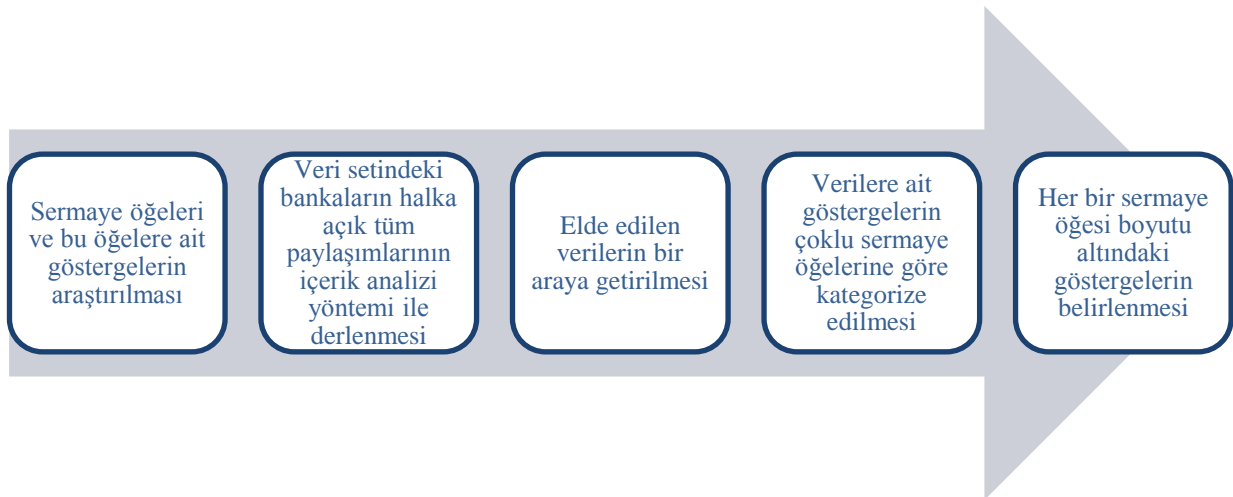 Sermaye öğeleri
ve bu öğelere ait
göstergelerin
araştırılması
Veri setindeki
bankaların halka
açık tüm
paylaşımlarının
içerik analizi
yöntemi ile
derlenmesi
Elde edilen
verilerin bir
araya getirilmesi
Verilere ait
göstergelerin
çoklu sermaye
öğelerine göre
kategorize
edilmesi
Her bir sermaye
öğesi boyutu
altındaki
göstergelerin
belirlenmesi